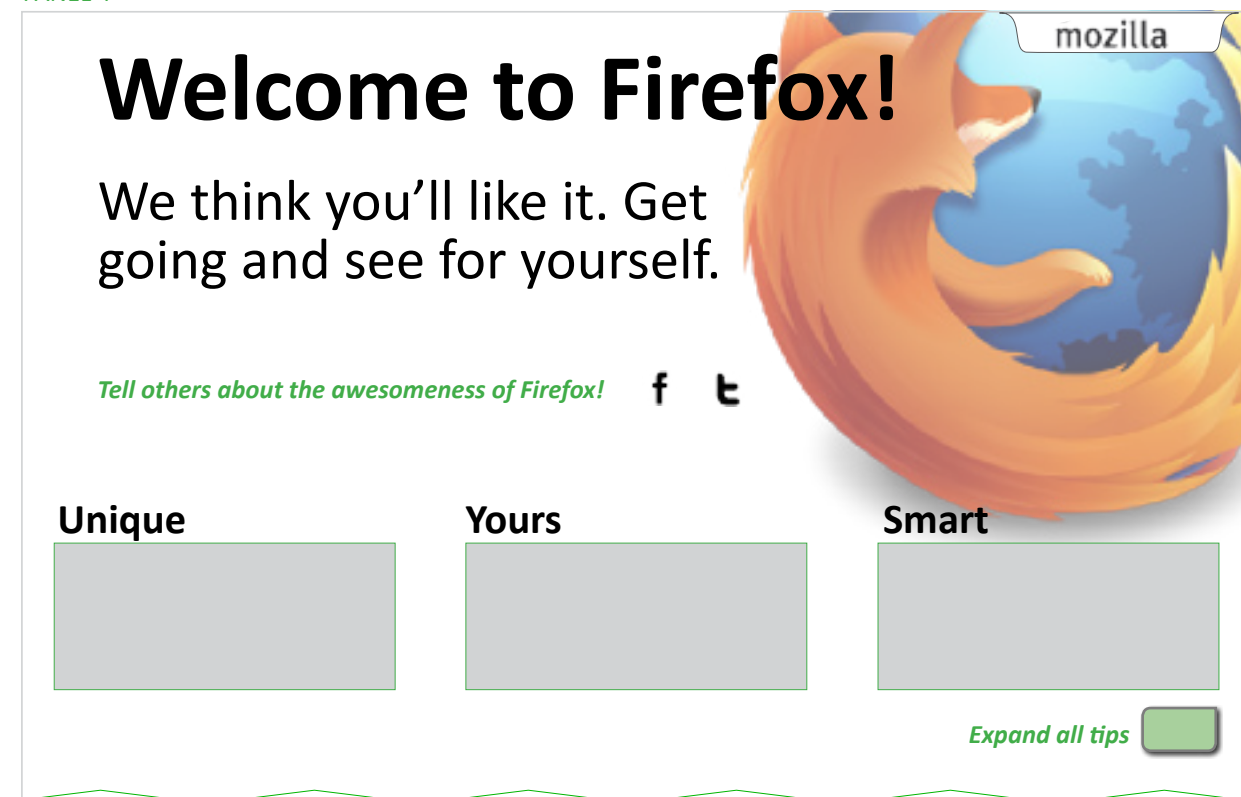 mozilla
Welcome to Firefox!
We think you’ll like it. Get
going and see for yourself.
Tell others about the awesomeness of Firefox!
f t
Unique
Yours
Smart
Expand all tips